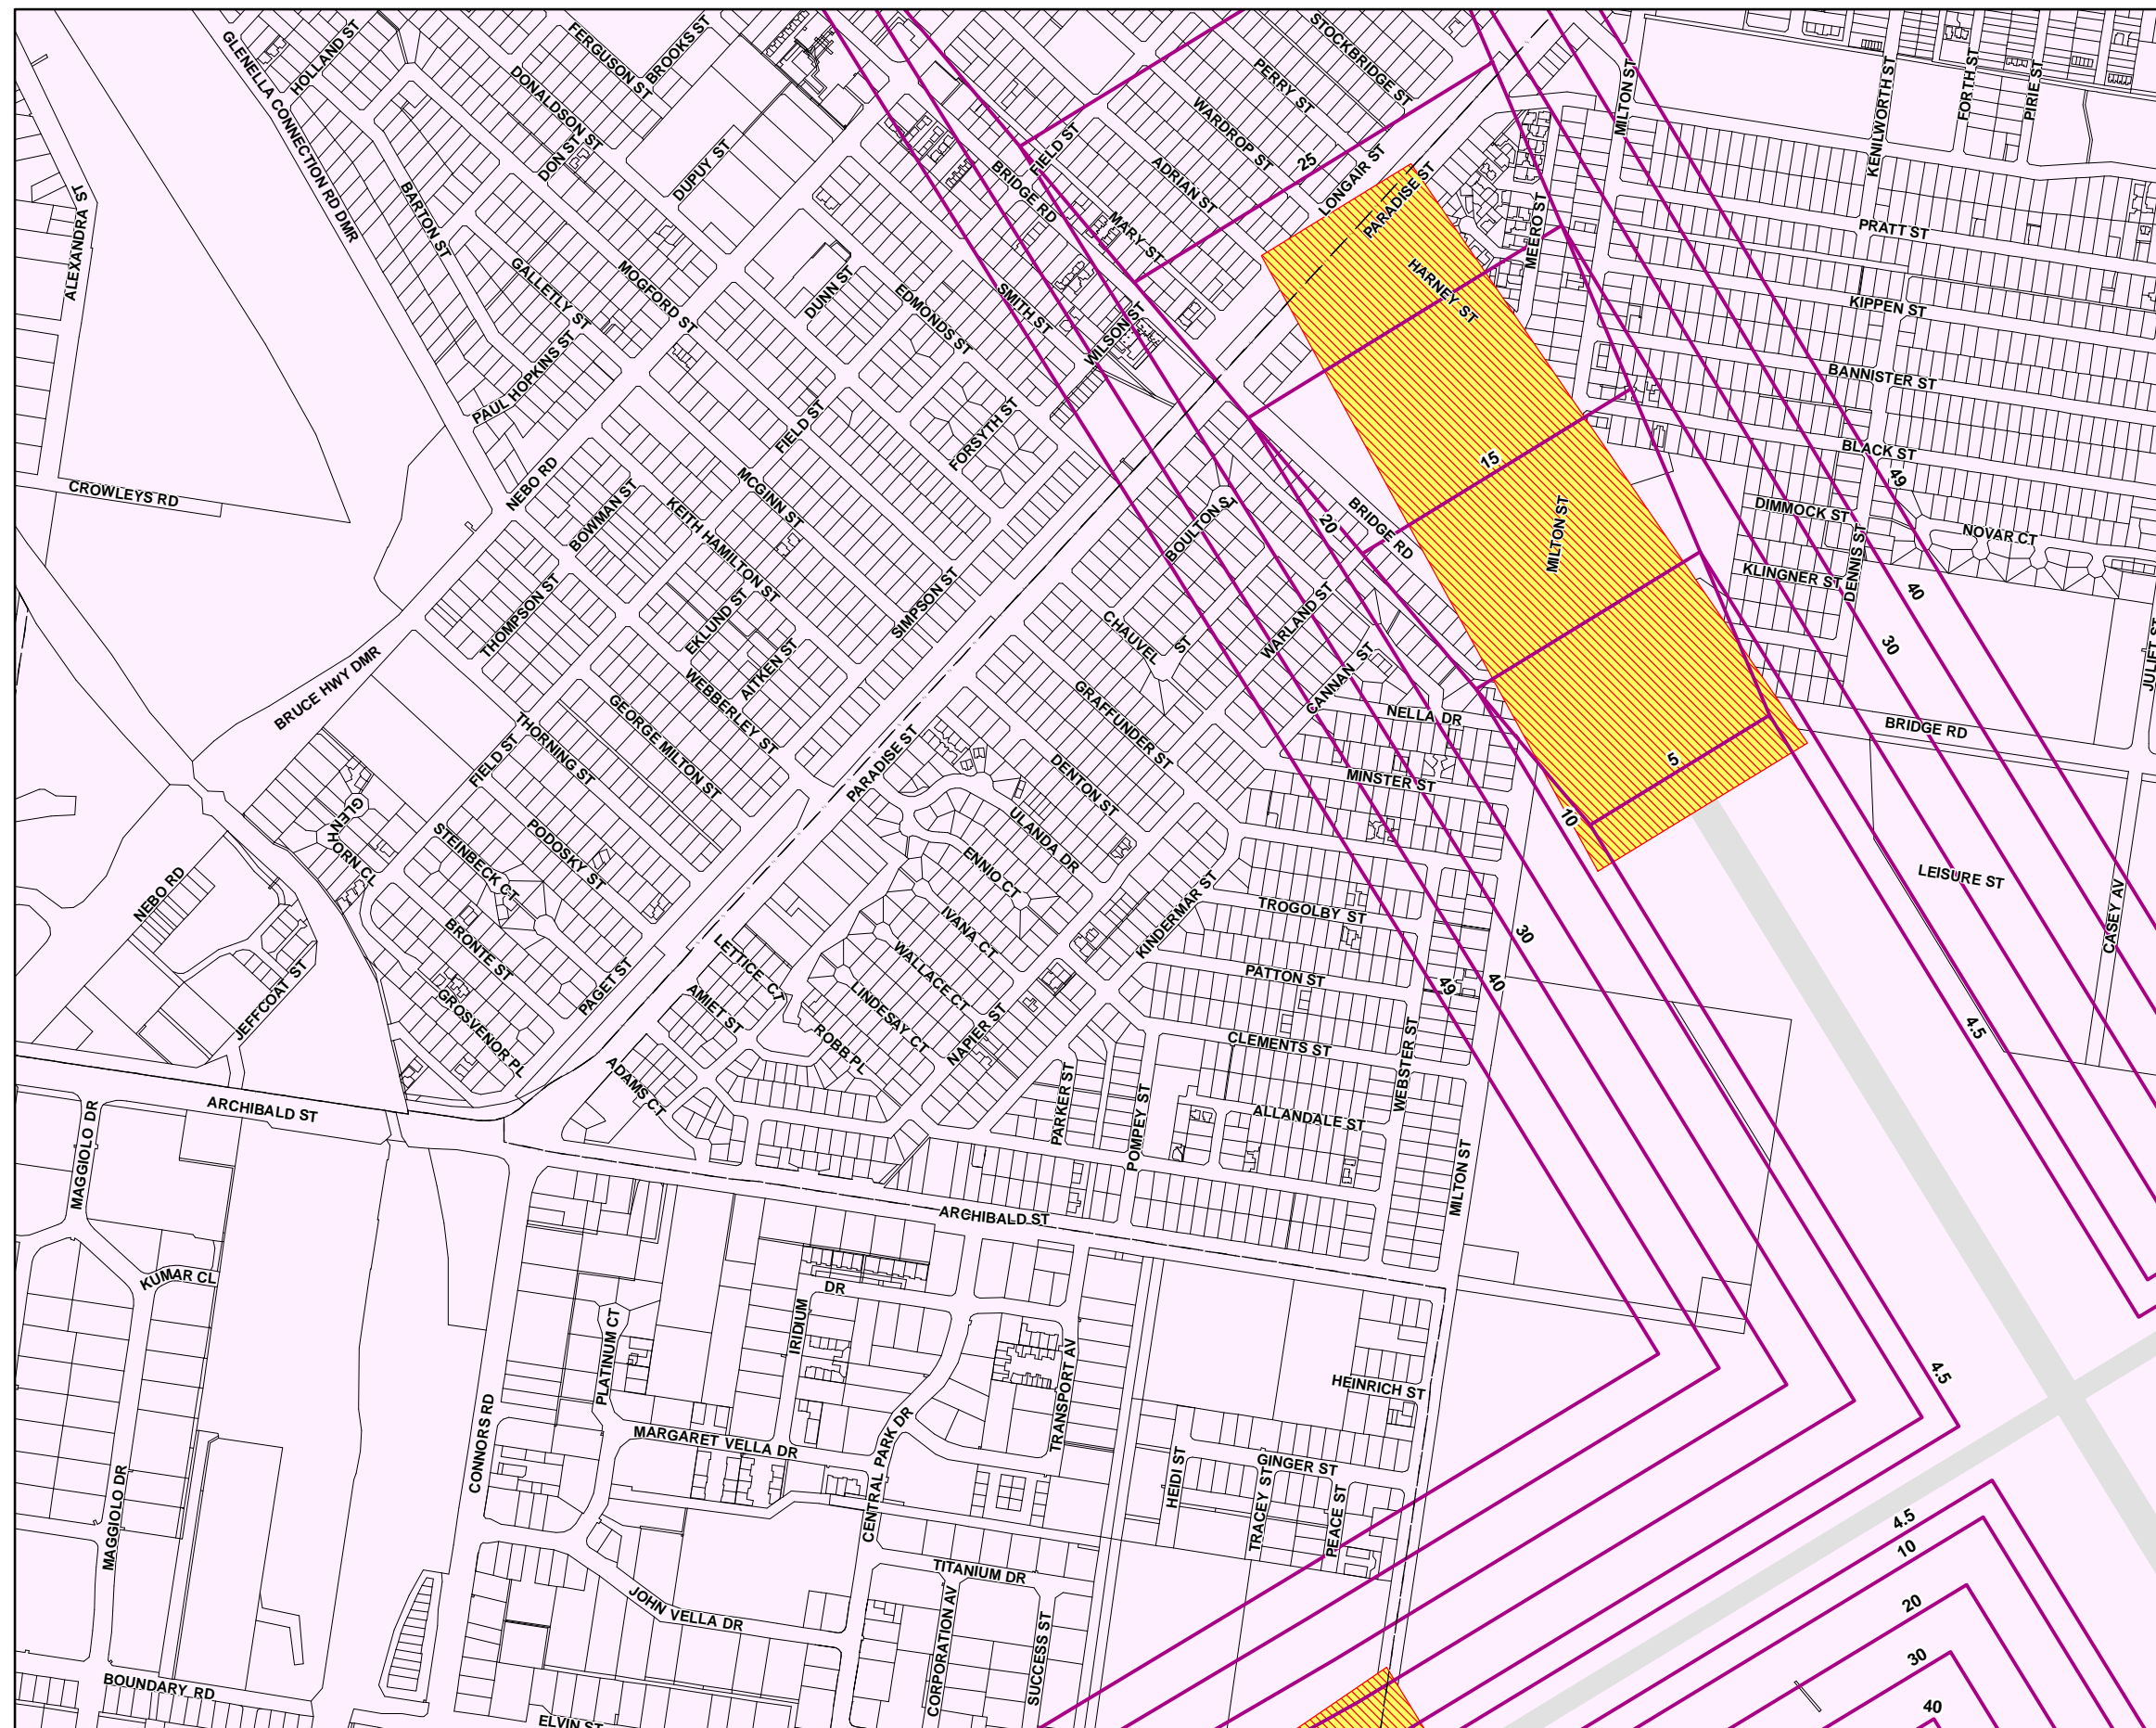 GLENELLA CONNECTION RD DMR
HOLLAND ST
FERGUSON ST
BROOKS ST
DONALDSON ST
DON ST
DUPUY ST
STOCKBRIDGE ST
PERRY ST
WARDROP ST
ADRIAN ST
FIELD ST
BRIDGE RD
MARY ST
25
LONGAIR ST
PARADISE ST
HARNEY ST
MEERO ST
MILTON ST
KENILWORTH ST
FORTH ST
PIRIE ST
PRATT ST
KIPPEN ST
BANNISTER ST
BLACK ST
49
DIMMOCK ST
NOVAR CT
KLINGNER ST
DENNIS ST
40
30
JULIET ST
BRIDGE RD
LEISURE ST
CASEY AV
4.5
ALEXANDRA ST
BARTON ST
GALLETLY ST
MOGFORD ST
PAUL HOPKINS ST
DUNN ST
EDMONDS ST
SMITH ST
WILSON ST
FORSYTH ST
FIELD ST
MCGINN ST
NEBO RD
BOWMAN ST
KEITH HAMILTON ST
CROWLEYS RD
THOMPSON ST
EKLUND ST
AITKEN ST
SIMPSON ST
WEBBERLEY ST
GEORGE MILTON ST
BRUCE HWY DMR
THORNING ST
FIELD ST
BOULTON ST
20
BRIDGE RD
15
MILTON ST
CHAUVEL ST
WARLAND ST
CANNAN ST
GRAFFUNDER ST
NELLA DR
MINSTER ST
5
10
PARADISE ST
DENTON ST
ULANDA DR
ENNIO CT
IVANA CT
WALLACE CT
LINDESAY CT
ROBB PL
NAPIER ST
KINDERMAR ST
TROGOLBY ST
PATTON ST
CLEMENTS ST
ALLANDALE ST
WEBSTER ST
49
40
30
PARKER ST
POMPEY ST
MILTON ST
GLENH
ORN CL
STEINBECK CT
PODOSKY ST
BRONTE ST
GROSVENOR PL
PAGET ST
LETTICE CT
AMIET ST
ADAMS CT
NEBO RD
JEFFCOAT ST
ARCHIBALD ST
MAGGIOLO DR
KUMAR CL
ARCHIBALD ST
DR
IRIDIUM
PLATINUM CT
CONNORS RD
MARGARET VELLA DR
CENTRAL PARK DR
TRANSPORT AV
HEINRICH ST
HEIDI ST
GINGER ST
TRACEY ST
PEACE ST
4.5
4.5
10
20
30
40
MAGGIOLO DR
TITANIUM DR
JOHN VELLA DR
CORPORATION AV
SUCCESS ST
BOUNDARY RD
ELVIN ST